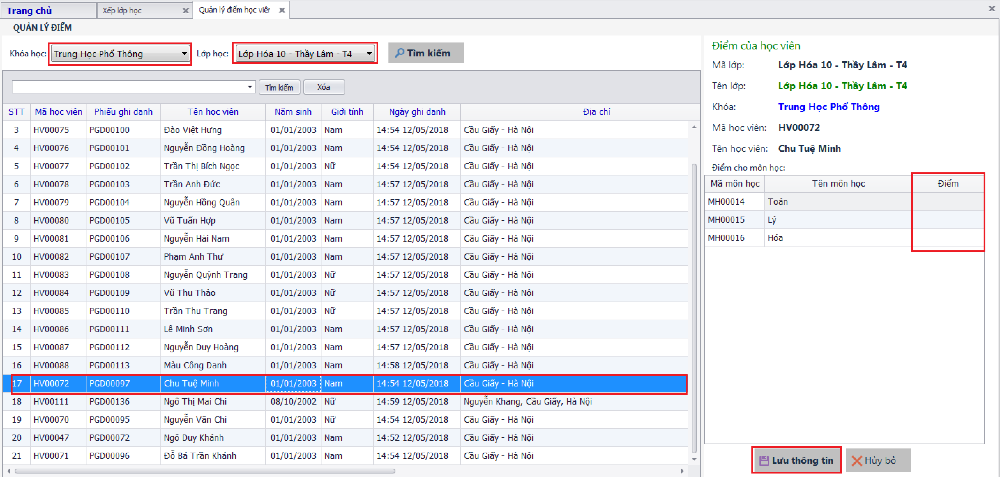 Trang chủ Xếp lớp học Quản lý điểm học viên
QUẢN LÝ ĐIỂM
Khóa học: Trung Học Phổ Thông Lớp học: Lớp Hóa 10 - Thầy Lâm - T4 Tìm kiếm
Tìm kiếm Xóa
STT Mã học viên Phiếu ghi danh Tên học viên Năm sinh Giới tính Ngày ghi danh Địa chỉ
3 HV00075 PGD00100 Đào Việt Hưng 01/01/2003 Nam 14:54 12/05/2018 Cầu Giấy - Hà Nội
4 HV00076 PGD00101 Nguyễn Đồng Hoàng 01/01/2003 Nam 14:54 12/05/2018 Cầu Giấy - Hà Nội
5 HV00077 PGD00102 Trần Thị Bích Ngọc 01/01/2003 Nữ 14:54 12/05/2018 Cầu Giấy - Hà Nội
6 HV00078 PGD00103 Trần Anh Đức 01/01/2003 Nam 14:57 12/05/2018 Cầu Giấy - Hà Nội
7 HV00079 PGD00104 Nguyễn Hồng Quân 01/01/2003 Nam 14:57 12/05/2018 Cầu Giấy - Hà Nội
8 HV00080 PGD00105 Vũ Tuấn Hợp 01/01/2003 Nam 14:57 12/05/2018 Cầu Giấy - Hà Nội
9 HV00081 PGD00106 Nguyễn Hải Nam 01/01/2003 Nam 14:57 12/05/2018 Cầu Giấy - Hà Nội
10 HV00082 PGD00107 Phạm Anh Thư 01/01/2003 Nam 14:57 12/05/2018 Cầu Giấy - Hà Nội
11 HV00083 PGD00108 Nguyễn Quỳnh Trang 01/01/2003 Nữ 14:57 12/05/2018 Cầu Giấy - Hà Nội
12 HV00084 PGD00109 Vũ Thu Thảo 01/01/2003 Nữ 14:57 12/05/2018 Cầu Giấy - Hà Nội
13 HV00085 PGD00110 Trần Thu Trang 01/01/2003 Nữ 14:57 12/05/2018 Cầu Giấy - Hà Nội
14 HV00086 PGD00111 Lê Minh Sơn 01/01/2003 Nam 14:57 12/05/2018 Cầu Giấy - Hà Nội
15 HV00087 PGD00112 Nguyễn Duy Hoàng 01/01/2003 Nam 14:57 12/05/2018 Cầu Giấy - Hà Nội
16 HV00088 PGD00113 Màu Công Danh 01/01/2003 Nam 14:58 12/05/2018 Cầu Giấy - Hà Nội
17 HV00072 PGD00097 Chu Tuệ Minh 01/01/2003 Nam 14:54 12/05/2018 Cầu Giấy - Hà Nội
18 HV00111 PGD00136 Ngô Thị Mai Chi 08/10/2002 Nữ 14:59 12/05/2018 Nguyễn Khang, Cầu Giấy, Hà Nội
19 HV00070 PGD00095 Nguyễn Vân Chi 01/01/2003 Nữ 14:54 12/05/2018 Cầu Giấy - Hà Nội
20 HV00047 PGD00072 Ngô Duy Khánh 01/01/2003 Nam 14:52 12/05/2018 Cầu Giấy - Hà Nội
21 HV00071 PGD00096 Đỗ Bá Trần Khánh 01/01/2003 Nam 14:54 12/05/2018 Cầu Giấy - Hà Nội
Điểm của học viên
Mã lớp: Lớp Hóa 10 - Thầy Lâm - T4
Tên lớp: Lớp Hóa 10 - Thầy Lâm - T4
Khóa: Trung Học Phổ Thông
Mã học viên: HV00072
Tên học viên: Chu Tuệ Minh
Điểm cho môn học:
Mã môn học Tên môn học Điểm
MH00014 Toán
MH00015 Lý
MH00016 Hóa
Lưu thông tin Hủy bỏ